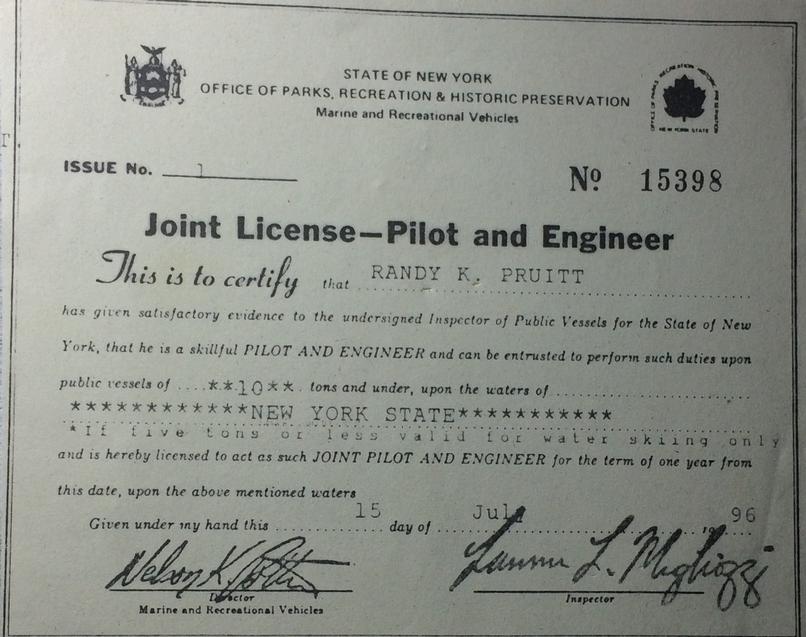 STATE OF NEW YORK
OFFICE OF PARKS, RECREATION & HISTORIC PRESERVATION
Marine and Recreational Vehicles
ISSUE No. 1
Nº 15398
Joint License—Pilot and Engineer
This is to certify that RANDY K. PRUITT
has given satisfactory evidence to the undersigned Inspector of Public Vessels for the State of New
York, that he is a skillful PILOT AND ENGINEER and can be entrusted to perform such duties upon
public vessels of ....**10** tons and under, upon the waters of
************NEW YORK STATE***********
*If five tons or less valid for water skiing only
and is hereby licensed to act as such JOINT PILOT AND ENGINEER for the term of one year from
this date, upon the above mentioned waters
Given under my hand this 15 day of July, 19 96
Director
Marine and Recreational Vehicles
Inspector